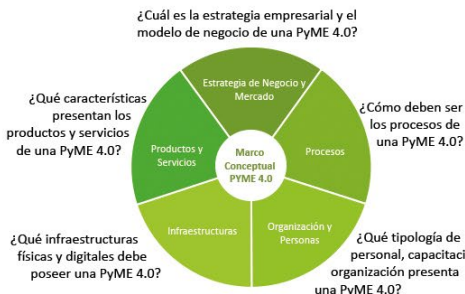 ¿Cuál es la estrategia empresarial y el
modelo de negocio de una PyME 4.0?
Estrategia de Negocio y
Mercado
¿Qué características
presentan los
productos y servicios
de una PyME 4.0?
Productos y
Servicios
Marco
Conceptual
PYME 4.0
Procesos
¿Cómo deben ser
los procesos de
una PyME 4.0?
Infraestructuras
Organización y
Personas
¿Qué infraestructuras
físicas y digitales debe
poseer una PyME 4.0?
¿Qué tipología de
personal, capacitaci
organización presenta
una PyME 4.0?